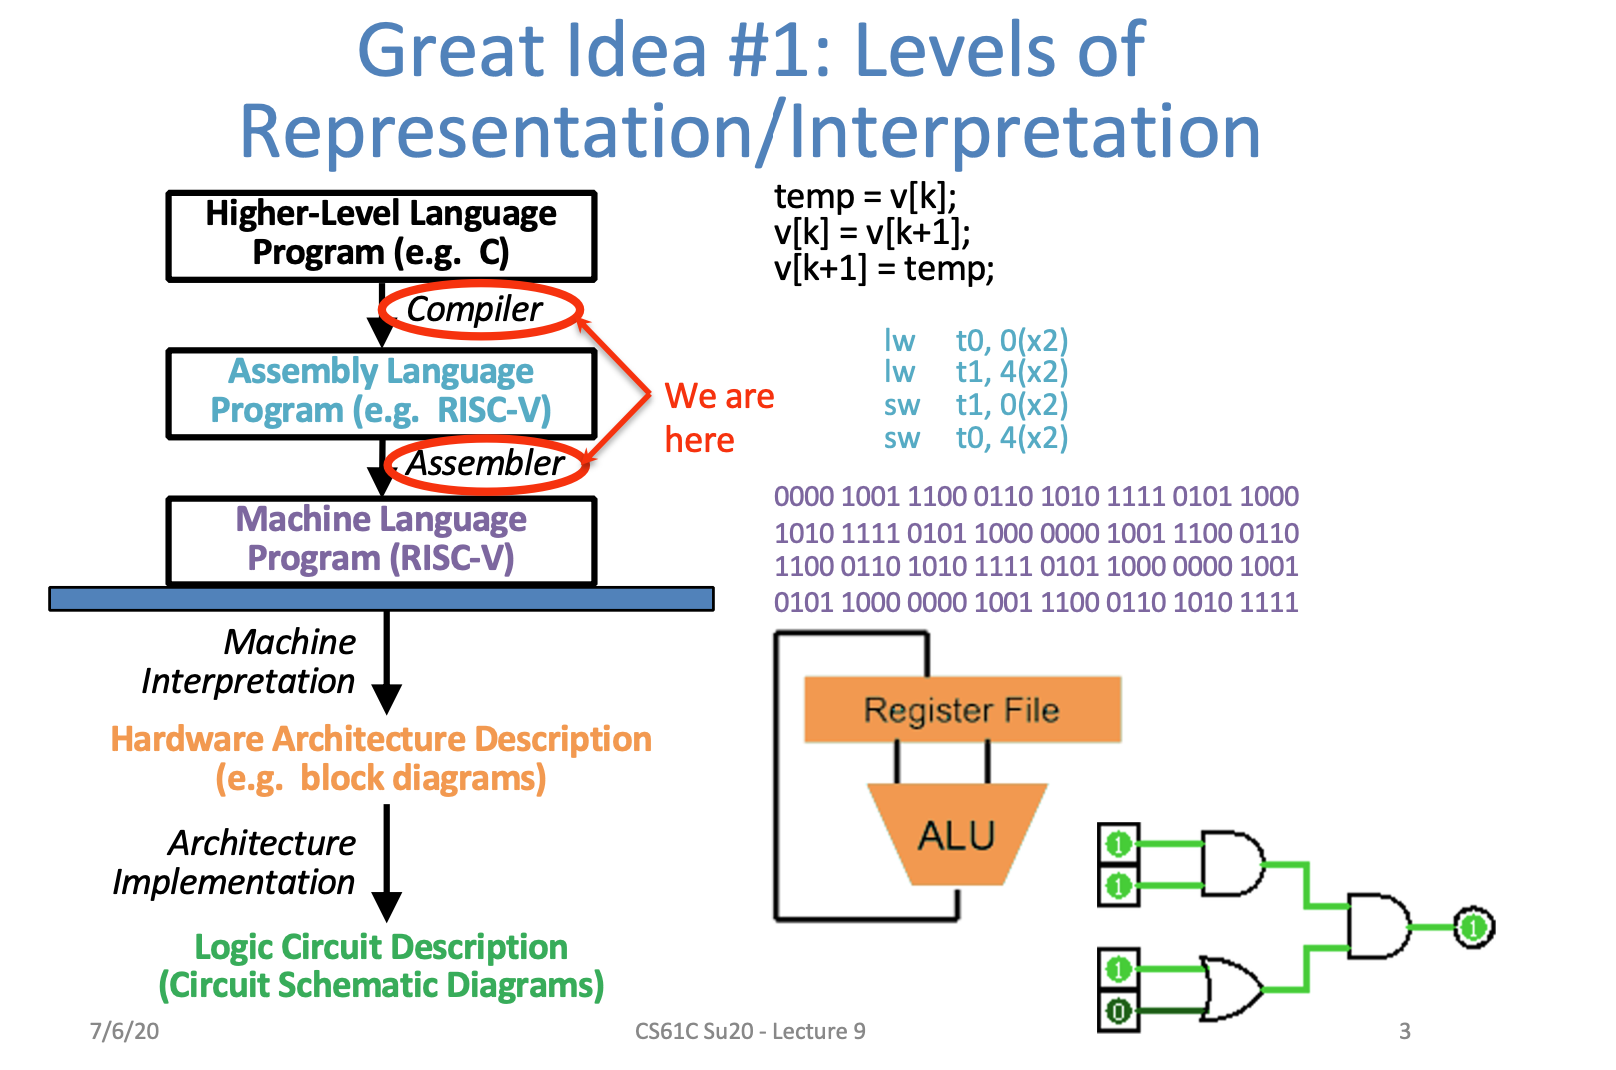 Great Idea #1: Levels of
Representation/Interpretation
Higher-Level Language
Program (e.g. C)
Compiler
Assembly Language
Program (e.g. RISC-V)
Assembler
Machine Language
Program (RISC-V)
We are
here
temp = v[k];
v[k] = v[k+1];
v[k+1] = temp;
lw t0, 0(x2)
lw t1, 4(x2)
sw t1, 0(x2)
sw t0, 4(x2)
0000 1001 1100 0110 1010 1111 0101 1000
1010 1111 0101 1000 0000 1001 1100 0110
1100 0110 1010 1111 0101 1000 0000 1001
0101 1000 0000 1001 1100 0110 1010 1111
Machine
Interpretation
Hardware Architecture Description
(e.g. block diagrams)
Architecture
Implementation
Logic Circuit Description
(Circuit Schematic Diagrams)
Register File
ALU
1
1
1
0
1
7/6/20
CS61C Su20 - Lecture 9
3